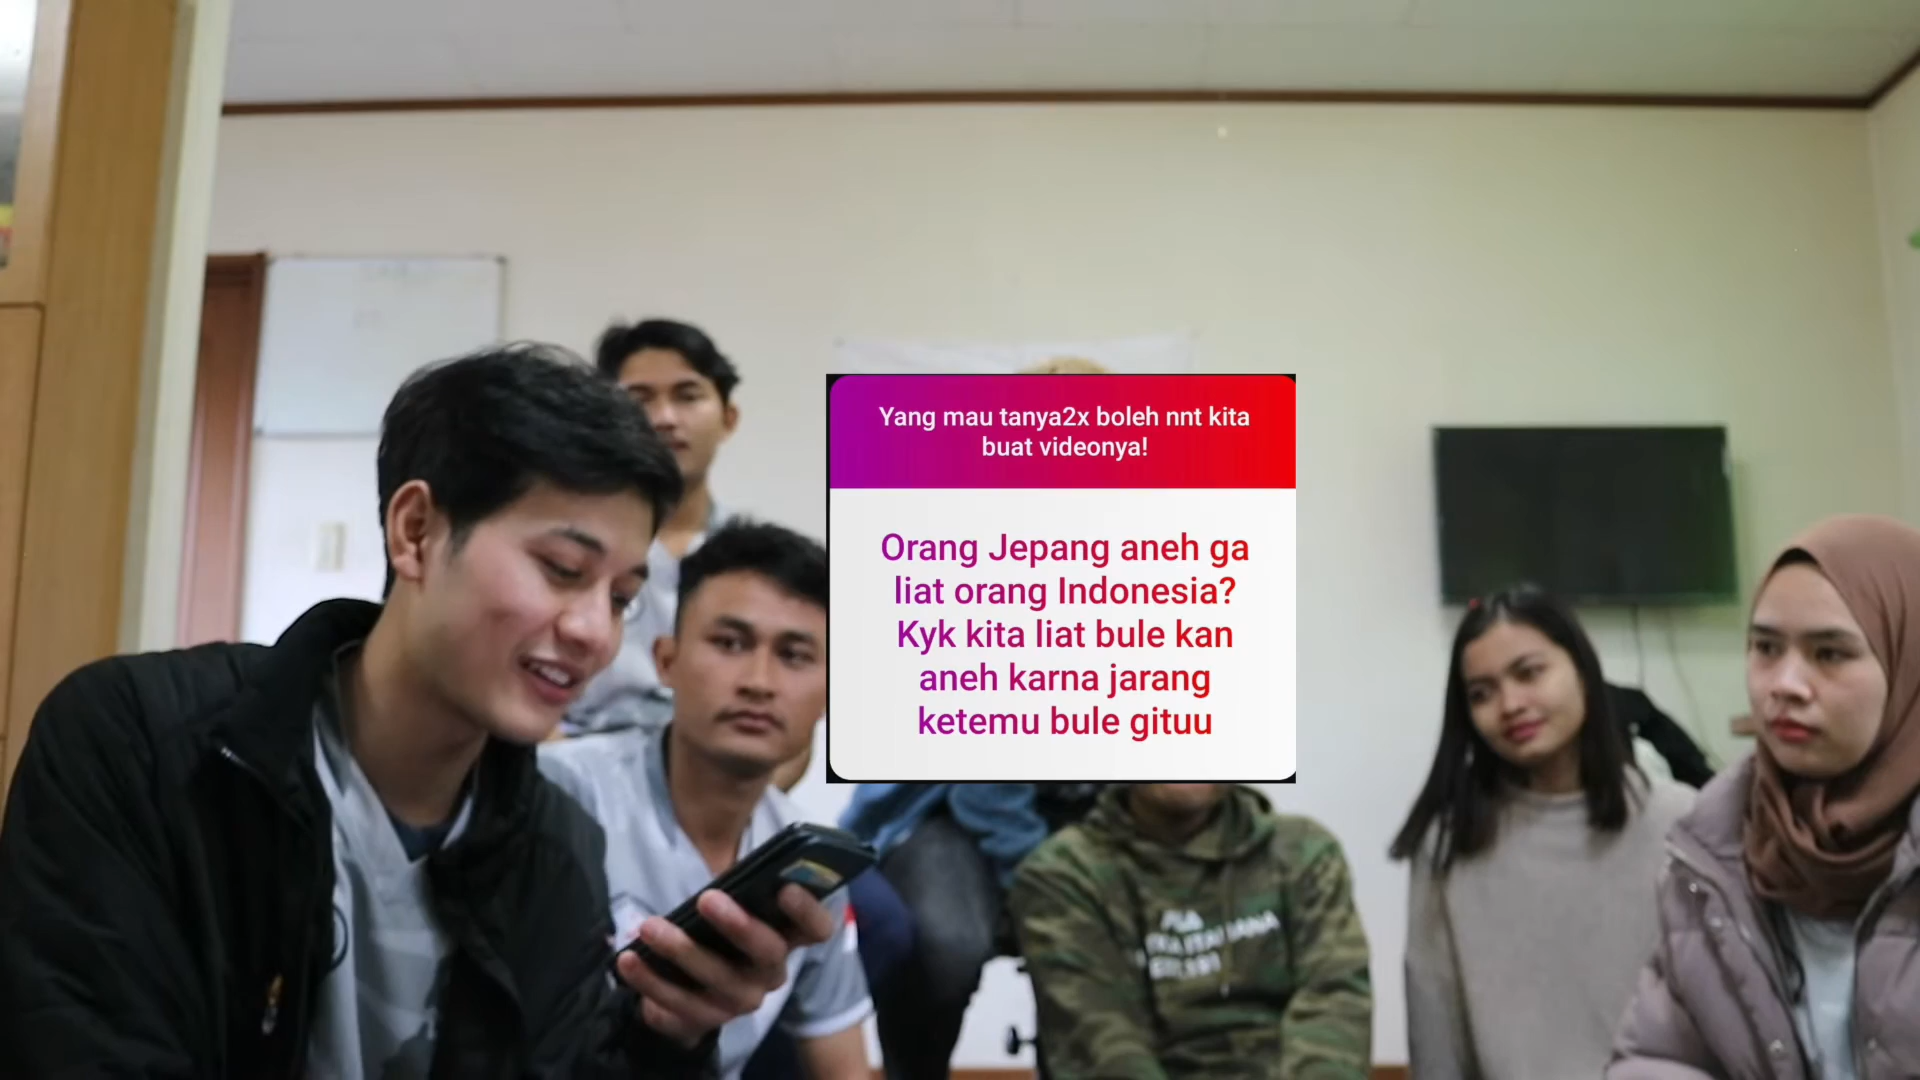 Yang mau tanya2x boleh nnt kita
buat videonya!
Orang Jepang aneh ga
liat orang Indonesia?
Kyk kita liat bule kan
aneh karna jarang
ketemu bule gituu